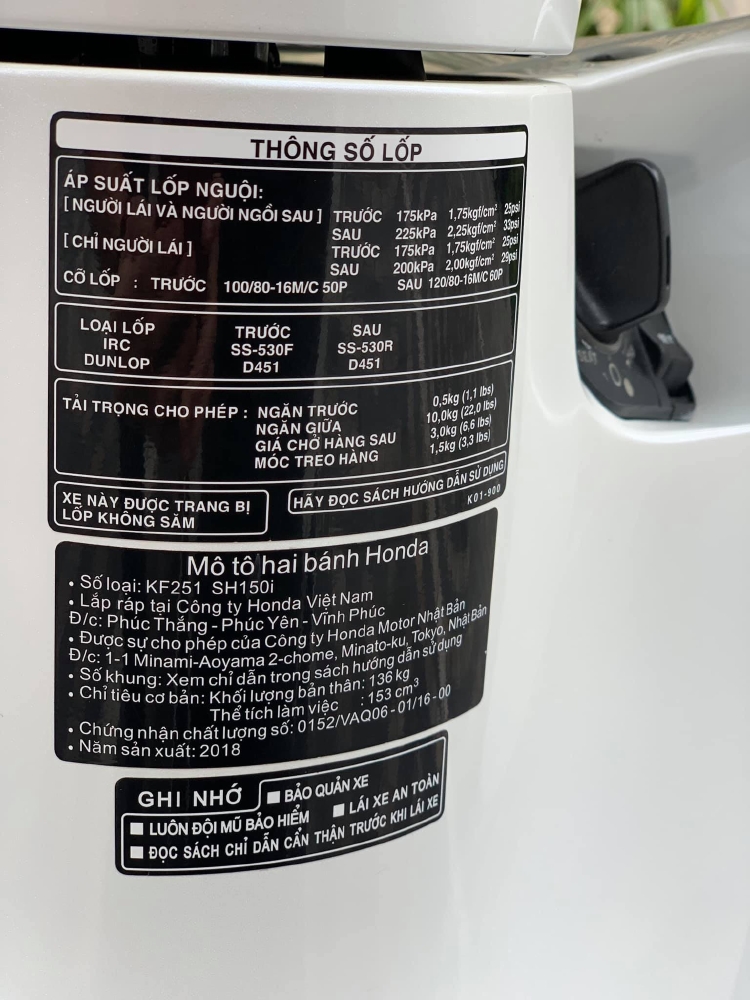 THÔNG SỐ LỐP
ÁP SUẤT LỐP NGUỘI:
[ NGƯỜI LÁI VÀ NGƯỜI NGỒI SAU ] TRƯỚC 175kPa 1,75kgf/cm² 25psi
SAU 225kPa 2,25kgf/cm² 33psi
[ CHỈ NGƯỜI LÁI ] TRƯỚC 175kPa 1,75kgf/cm² 25psi
SAU 200kPa 2,00kgf/cm² 29psi
CỠ LỐP : TRƯỚC 100/80-16M/C 50P SAU 120/80-16M/C 60P
LOẠI LỐP TRƯỚC SAU
IRC SS-530F SS-530R
DUNLOP D451 D451
TẢI TRỌNG CHO PHÉP : NGĂN TRƯỚC 0,5kg (1,1 lbs)
NGĂN GIỮA 10,0kg (22,0 lbs)
GIÁ CHỞ HÀNG SAU 3,0kg (6,6 lbs)
MÓC TREO HÀNG 1,5kg (3,3 lbs)
XE NÀY ĐƯỢC TRANG BỊ
LỐP KHÔNG SĂM
HÃY ĐỌC SÁCH HƯỚNG DẪN SỬ DỤNG
K01-900
Mô tô hai bánh Honda
• Số loại: KF251 SH150i
• Lắp ráp tại Công ty Honda Việt Nam
Đ/c: Phúc Thắng - Phúc Yên - Vĩnh Phúc
• Được sự cho phép của Công ty Honda Motor Nhật Bản
Đ/c: 1-1 Minami-Aoyama 2-chome, Minato-ku, Tokyo, Nhật Bản
• Số khung: Xem chỉ dẫn trong sách hướng dẫn sử dụng
• Chỉ tiêu cơ bản: Khối lượng bản thân: 136kg
Thể tích làm việc : 153 cm³
• Chứng nhận chất lượng số: 0152/VAQ06 - 01/16 - 00
• Năm sản xuất: 2018
GHI NHỚ ■ BẢO QUẢN XE
■ LUÔN ĐỘI MŨ BẢO HIỂM ■ LÁI XE AN TOÀN
■ ĐỌC SÁCH CHỈ DẪN CẨN THẬN TRƯỚC KHI LÁI XE